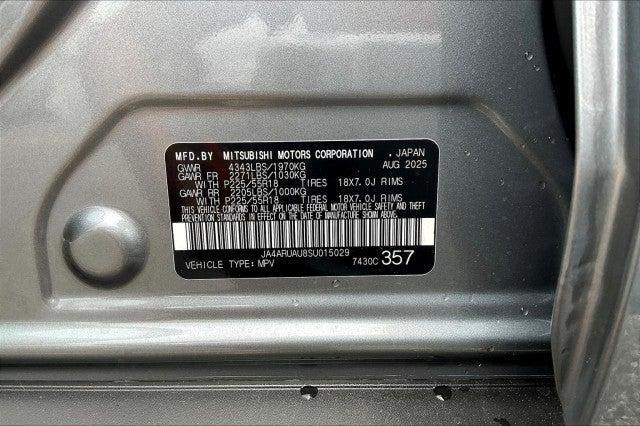 MFD.BY MITSUBISHI MOTORS CORPORATION , JAPAN
GVWR 4343LBS/1970KG AUG 2025
GAWR FR 2271LBS/1030KG
WITH P225/55R18 TIRES 18X7.0J RIMS
GAWR RR 2205LBS/1000KG
WITH P225/55R18 TIRES 18X7.0J RIMS
THIS VEHICLE CONFORMS TO ALL APPLICABLE FEDERAL MOTOR VEHICLE SAFETY, BUMPER, AND THEFT
PREVENTION STANDARDS IN EFFECT ON THE DATE OF MANUFACTURE SHOWN ABOVE.
JA4ARUAU8SU015029
VEHICLE TYPE: MPV 7430C 357